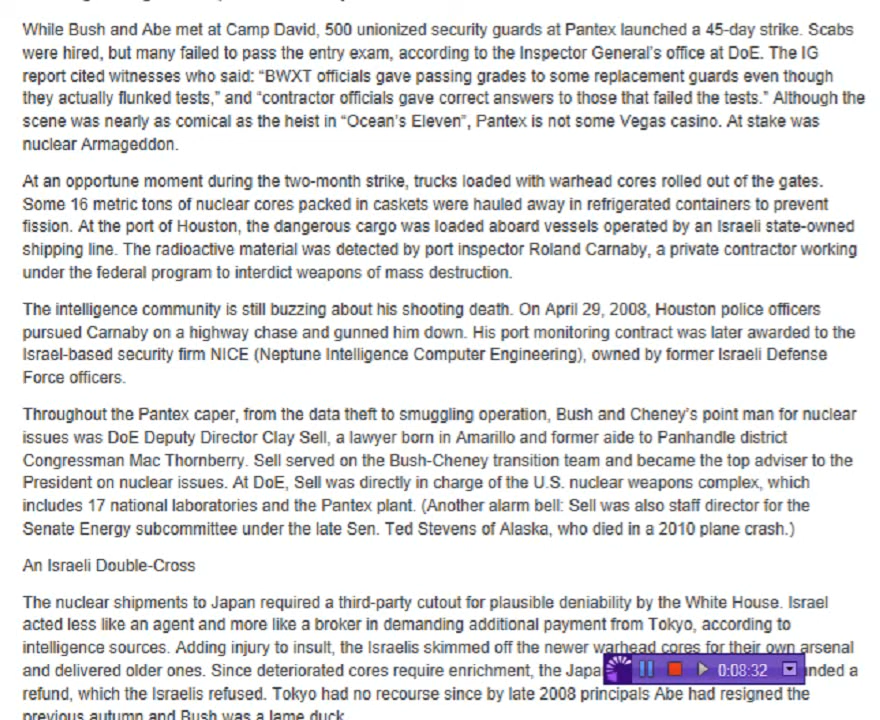 While Bush and Abe met at Camp David, 500 unionized security guards at Pantex launched a 45-day strike. Scabs
were hired, but many failed to pass the entry exam, according to the Inspector General's office at DoE. The IG
report cited witnesses who said: “BWXT officials gave passing grades to some replacement guards even though
they actually flunked tests,” and “contractor officials gave correct answers to those that failed the tests.” Although the
scene was nearly as comical as the heist in “Ocean's Eleven”, Pantex is not some Vegas casino. At stake was
nuclear Armageddon.
At an opportune moment during the two-month strike, trucks loaded with warhead cores rolled out of the gates.
Some 16 metric tons of nuclear cores packed in caskets were hauled away in refrigerated containers to prevent
fission. At the port of Houston, the dangerous cargo was loaded aboard vessels operated by an Israeli state-owned
shipping line. The radioactive material was detected by port inspector Roland Carnaby, a private contractor working
under the federal program to interdict weapons of mass destruction.
The intelligence community is still buzzing about his shooting death. On April 29, 2008, Houston police officers
pursued Carnaby on a highway chase and gunned him down. His port monitoring contract was later awarded to the
Israel-based security firm NICE (Neptune Intelligence Computer Engineering), owned by former Israeli Defense
Force officers.
Throughout the Pantex caper, from the data theft to smuggling operation, Bush and Cheney's point man for nuclear
issues was DoE Deputy Director Clay Sell, a lawyer born in Amarillo and former aide to Panhandle district
Congressman Mac Thornberry. Sell served on the Bush-Cheney transition team and became the top adviser to the
President on nuclear issues. At DoE, Sell was directly in charge of the U.S. nuclear weapons complex, which
includes 17 national laboratories and the Pantex plant. (Another alarm bell: Sell was also staff director for the
Senate Energy subcommittee under the late Sen. Ted Stevens of Alaska, who died in a 2010 plane crash.)
An Israeli Double-Cross
The nuclear shipments to Japan required a third-party cutout for plausible deniability by the White House. Israel
acted less like an agent and more like a broker in demanding additional payment from Tokyo, according to
intelligence sources. Adding injury to insult, the Israelis skimmed off the newer warhead cores for their own arsenal
and delivered older ones. Since deteriorated cores require enrichment, the Japa 0:08:32 nded a
refund, which the Israelis refused. Tokyo had no recourse since by late 2008 principals Abe had resigned the
previous autumn and Bush was a lame duck.